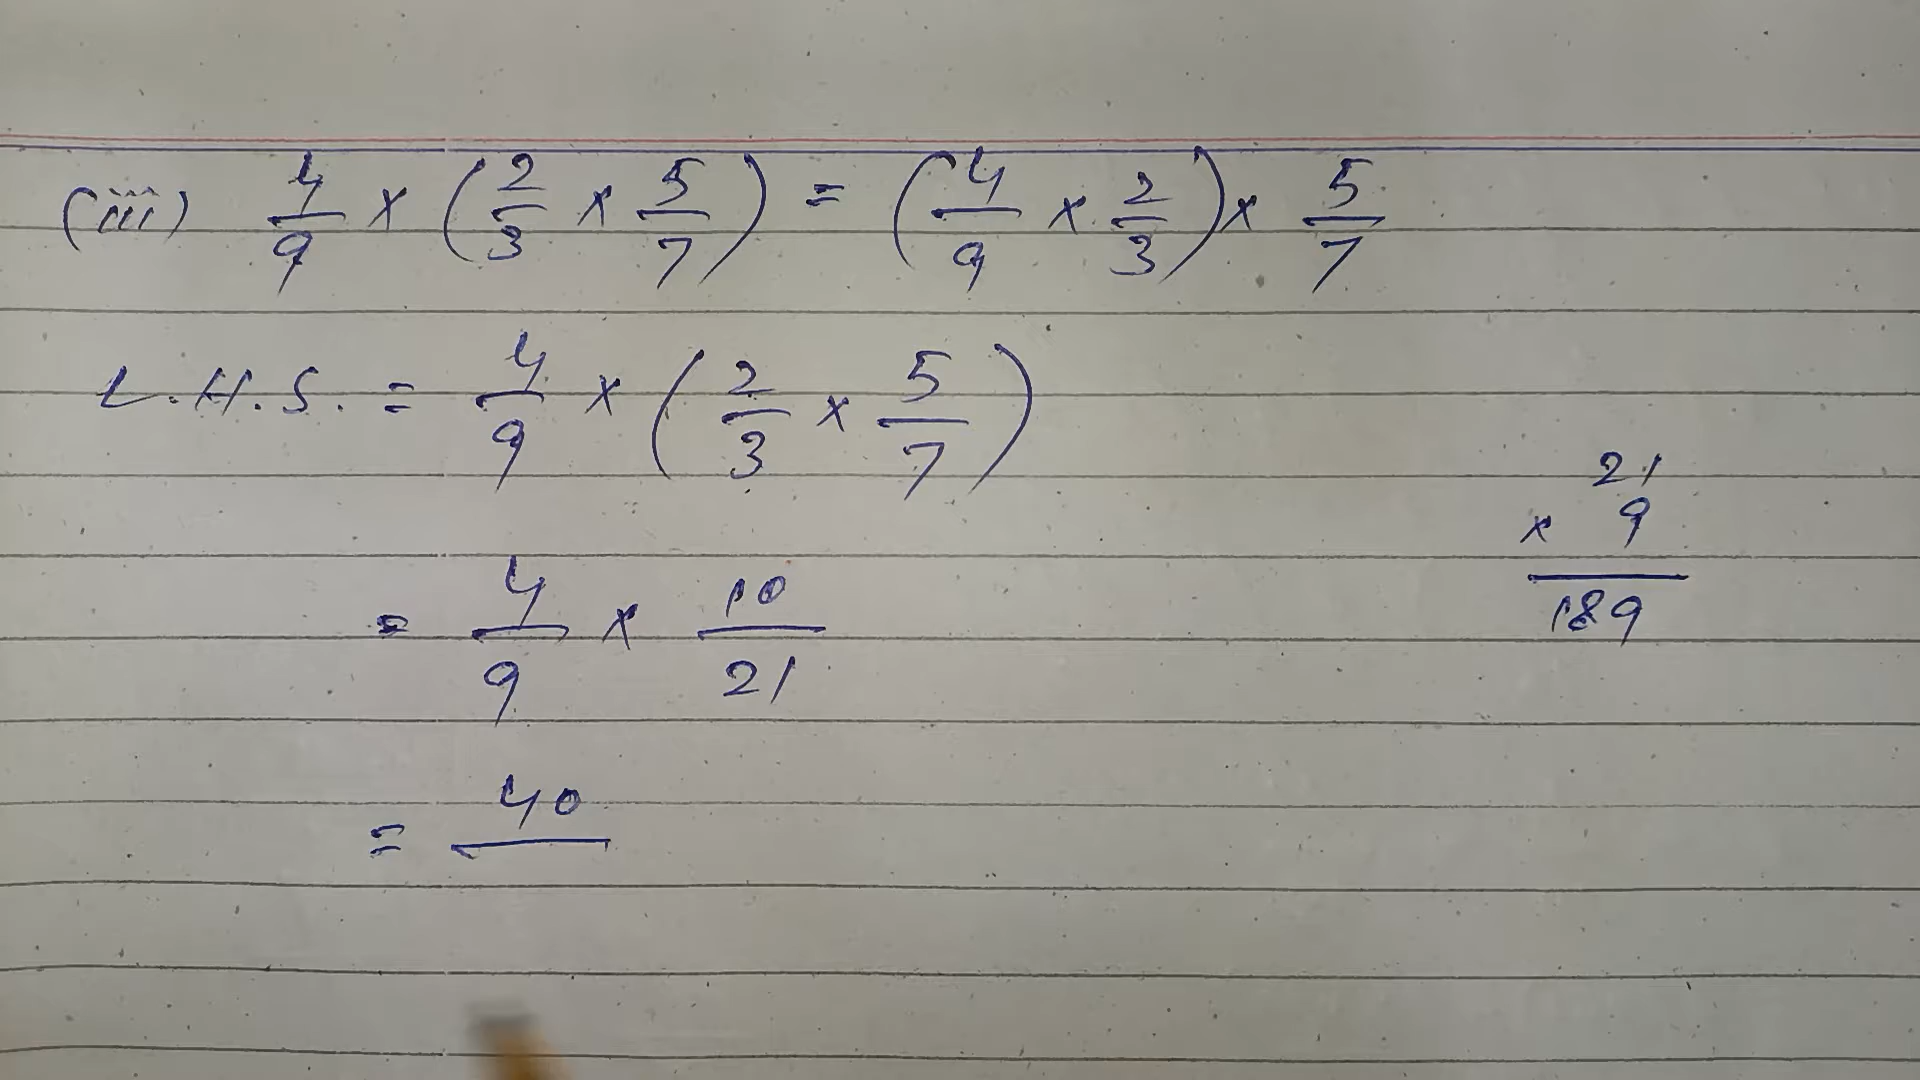 (iii) 4/9 × (2/3 × 5/7) = (4/9 × 2/3) × 5/7
L.H.S. = 4/9 × (2/3 × 5/7)
= 4/9 × 10/21
= 40/
21
× 9
189